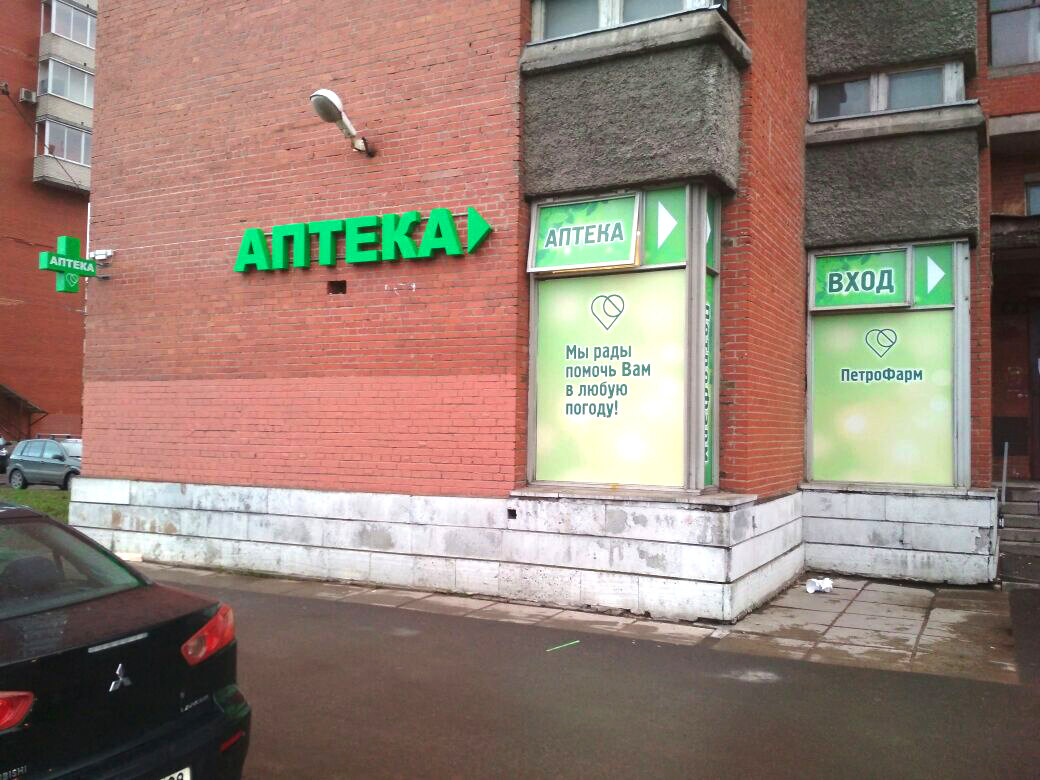 АПТЕКА
АПТЕКА
АПТЕКА
Мы рады
помочь Вам
в любую
погоду!
ВХОД
ПетроФарм